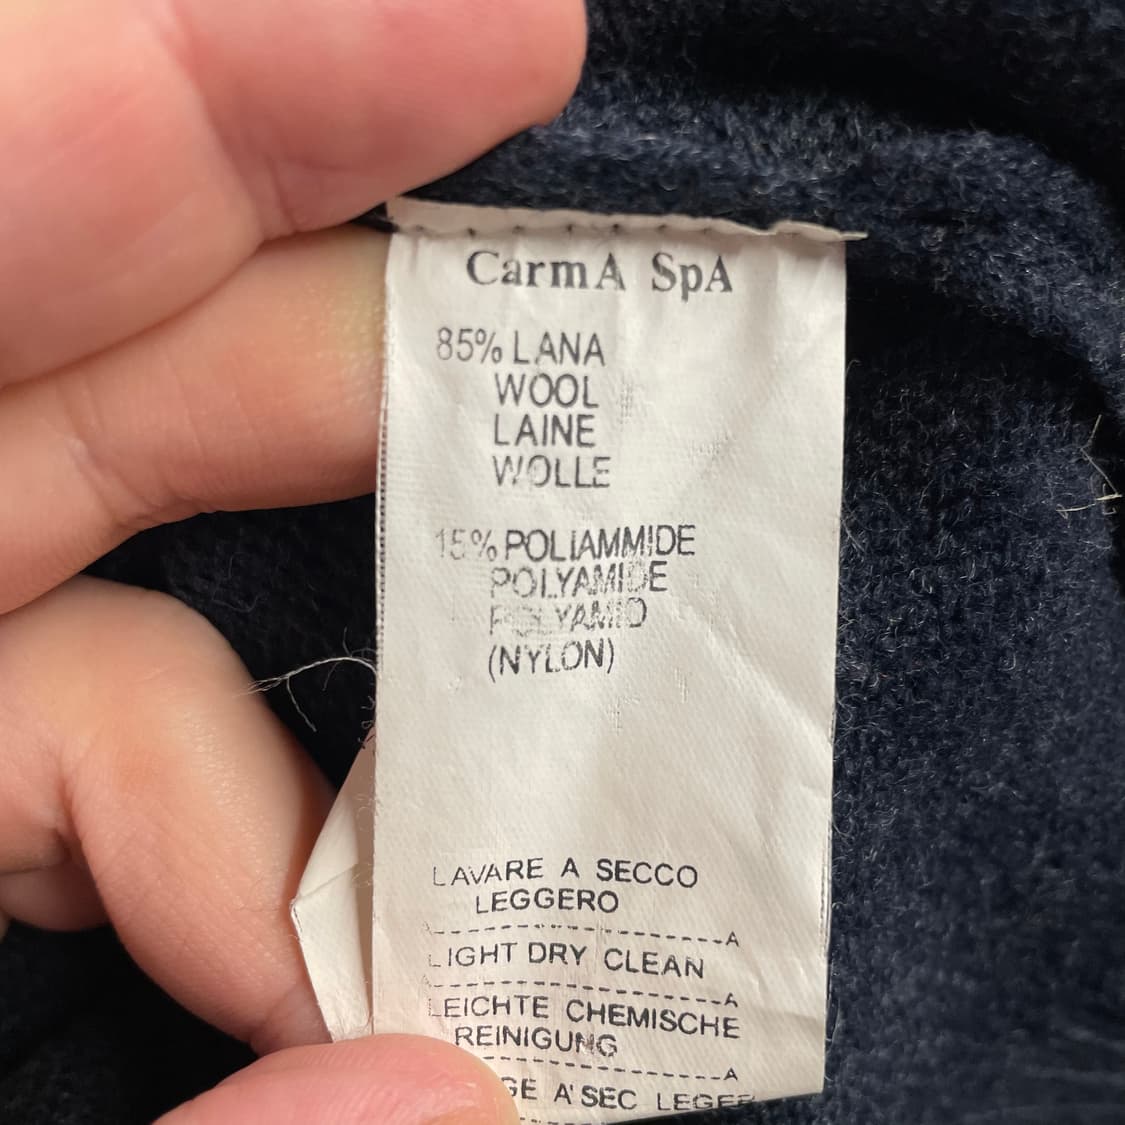 CarmA SpA
85% LANA
WOOL
LAINE
WOLLE
15% POLIAMMIDE
POLYAMIDE
POLYAMID
(NYLON)
LAVARE A SECCO
LEGGERO
--------------------A
LIGHT DRY CLEAN
--------------------A
LEICHTE CHEMISCHE
REINIGUNG
--------------------A
A'SEC